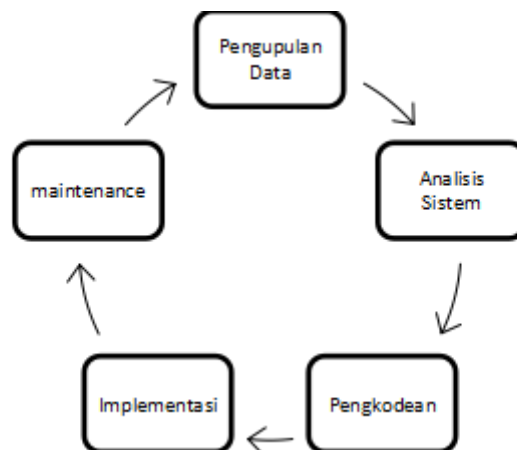 Pengupulan
Data
Analisis
Sistem
Pengkodean
Implementasi
maintenance